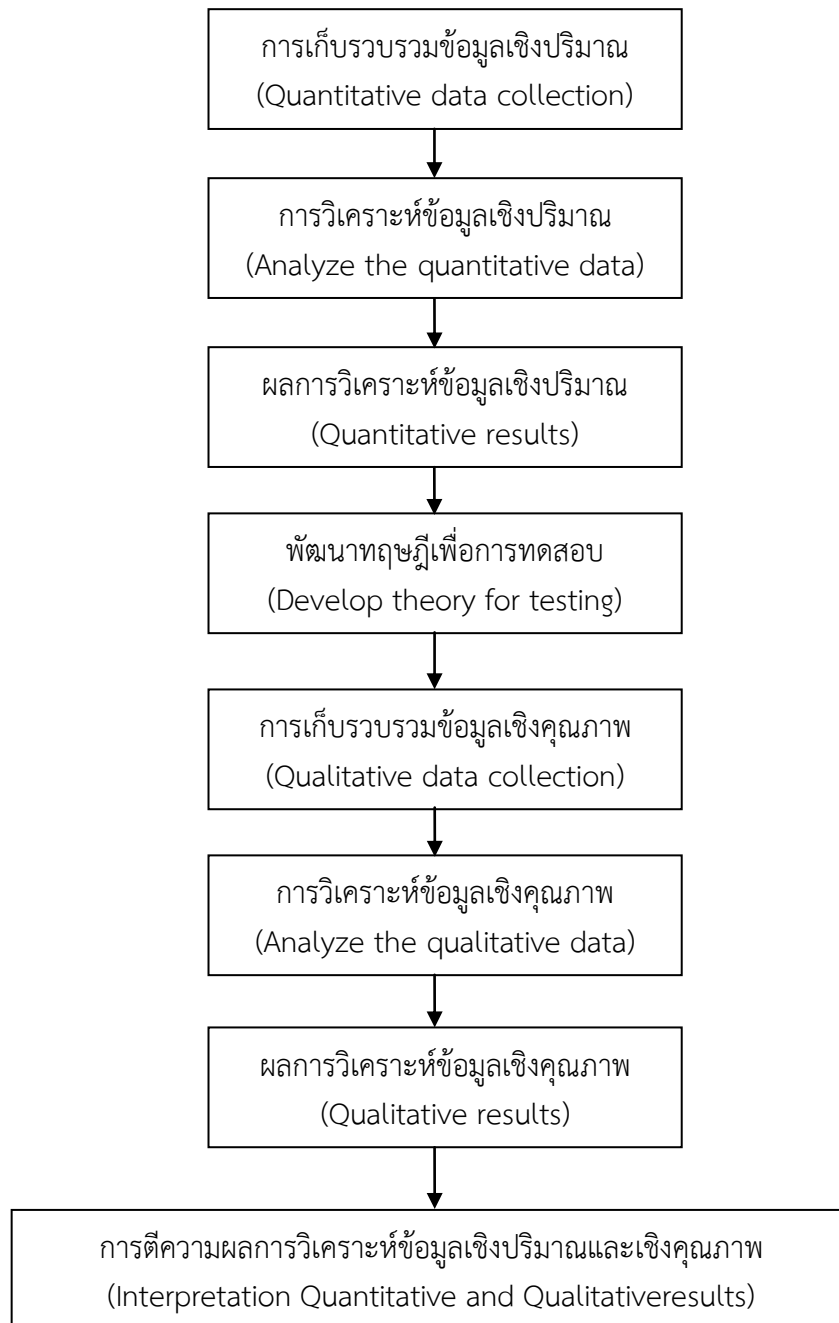 การเก็บรวบรวมข้อมูลเชิงปริมาณ
(Quantitative data collection)
การวิเคราะห์ข้อมูลเชิงปริมาณ
(Analyze the quantitative data)
ผลการวิเคราะห์ข้อมูลเชิงปริมาณ
(Quantitative results)
พัฒนาทฤษฎีเพื่อการทดสอบ
(Develop theory for testing)
การเก็บรวบรวมข้อมูลเชิงคุณภาพ
(Qualitative data collection)
การวิเคราะห์ข้อมูลเชิงคุณภาพ
(Analyze the qualitative data)
ผลการวิเคราะห์ข้อมูลเชิงคุณภาพ
(Qualitative results)
การตีความผลการวิเคราะห์ข้อมูลเชิงปริมาณและเชิงคุณภาพ
(Interpretation Quantitative and Qualitativeresults)